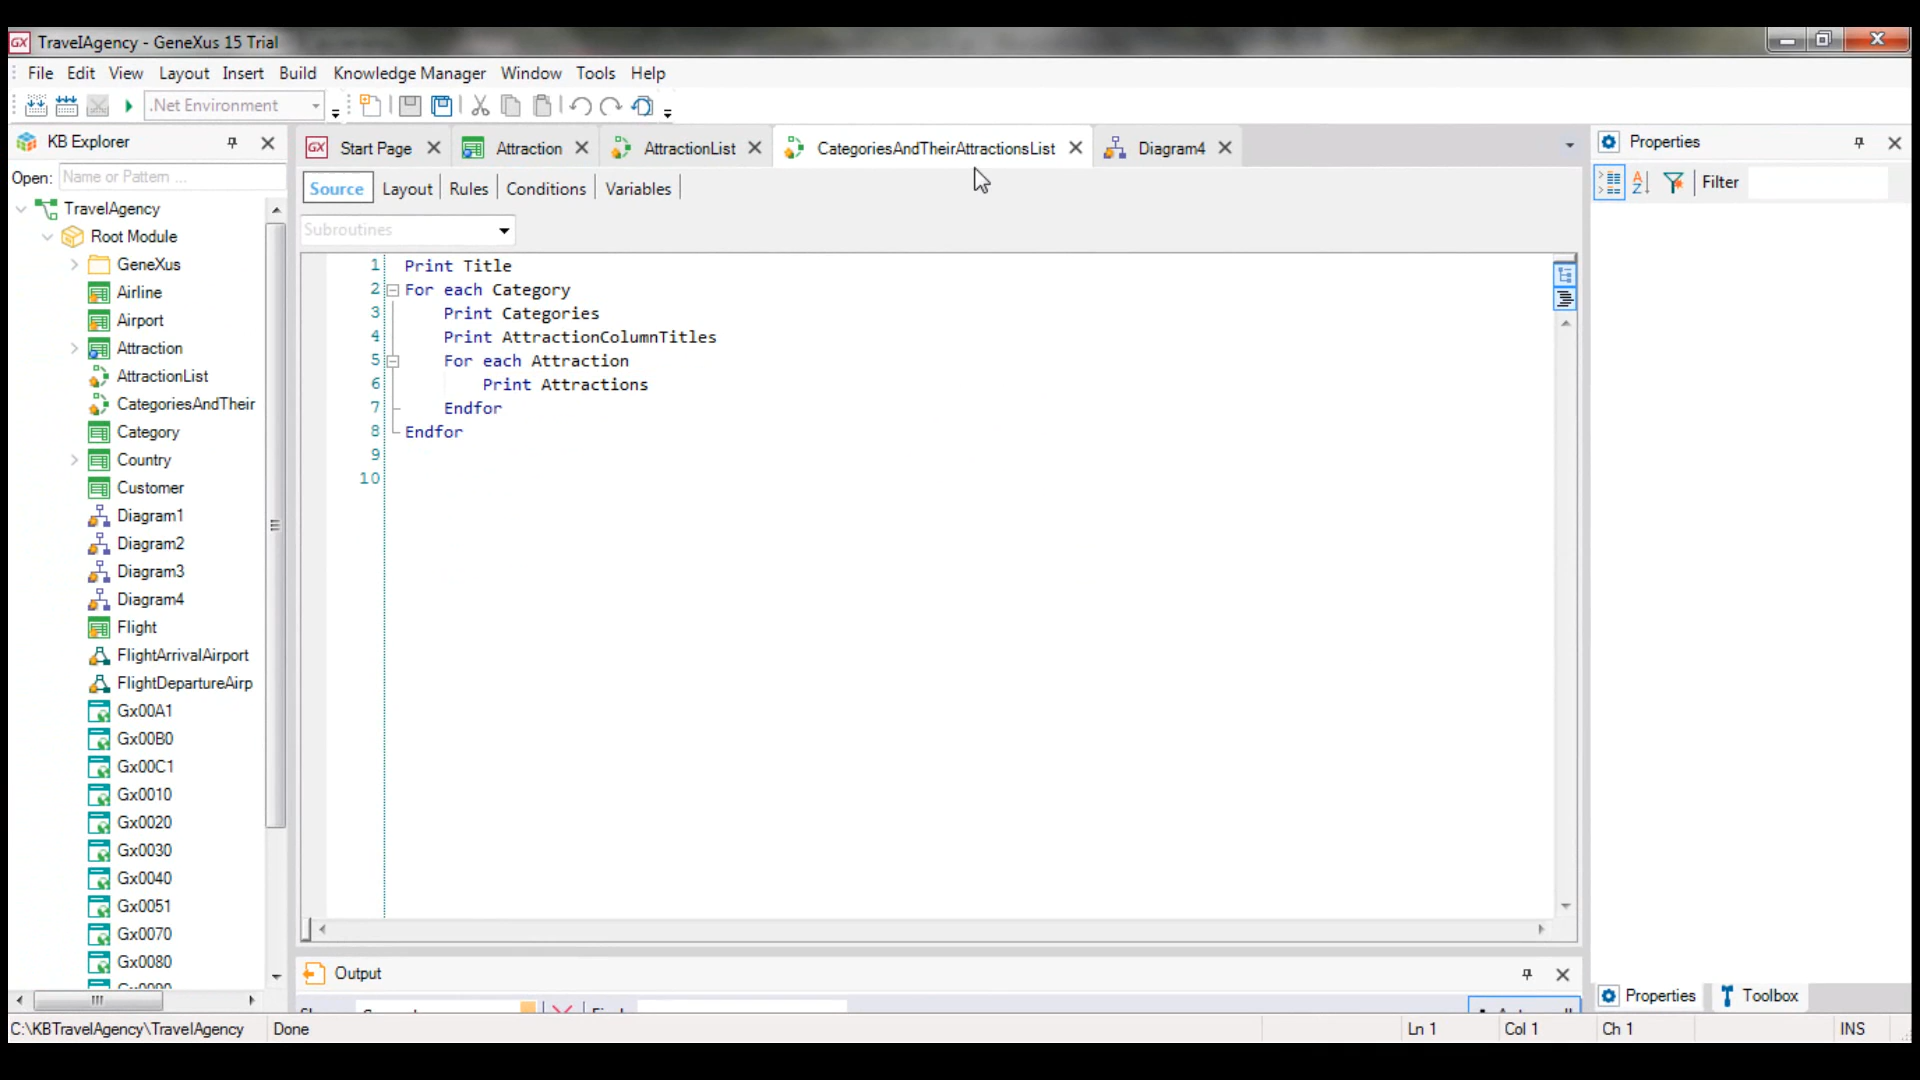 GX TravelAgency - GeneXus 15 Trial
File Edit View Layout Insert Build Knowledge Manager Window Tools Help
.Net Environment
KB Explorer
Open: Name or Pattern ...
TravelAgency
Root Module
GeneXus
Airline
Airport
Attraction
AttractionList
CategoriesAndTheir
Category
Country
Customer
Diagram1
Diagram2
Diagram3
Diagram4
Flight
FlightArrivalAirport
FlightDepartureAirp
Gx00A1
Gx00B0
Gx00C1
Gx0010
Gx0020
Gx0030
Gx0040
Gx0051
Gx0070
Gx0080
GX Start Page Attraction AttractionList CategoriesAndTheirAttractionsList Diagram4
Source Layout Rules Conditions Variables
Subroutines
1 Print Title
2 For each Category
3 Print Categories
4 Print AttractionColumnTitles
5 For each Attraction
6 Print Attractions
7 Endfor
8 Endfor
9
10
Output
Properties
Filter
Properties Toolbox
C:\KBTravelAgency\TravelAgency Done Ln 1 Col 1 Ch 1 INS